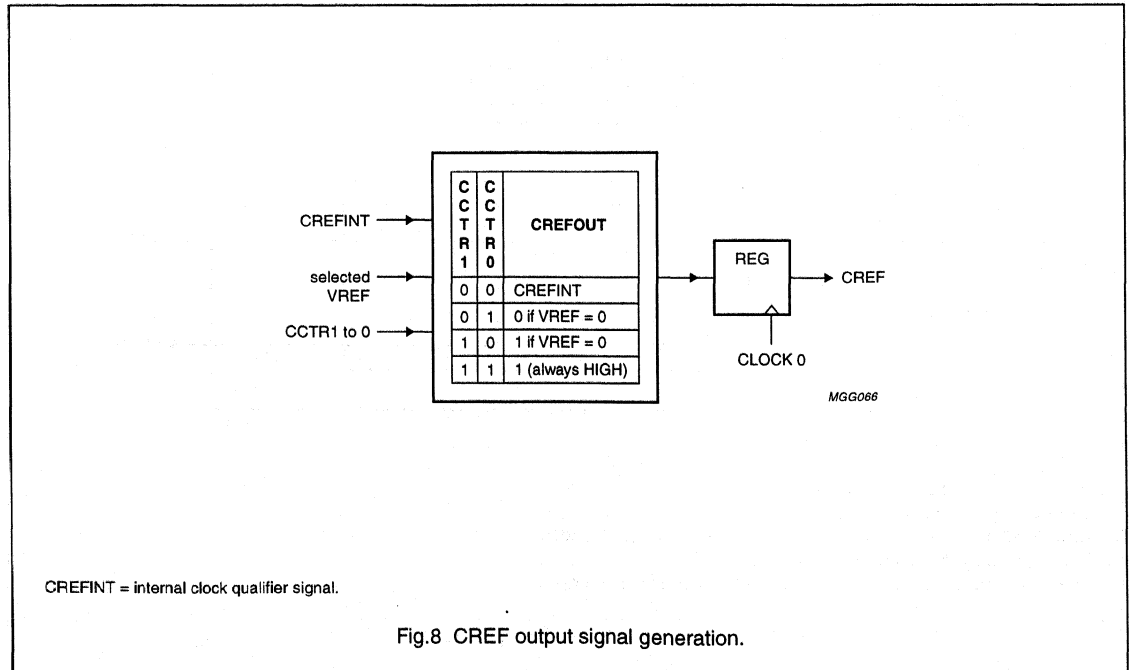 CREFINT
selected
VREF
CCTR1 to 0
CCTR1 CCTR0 CREFOUT
0 0 CREFINT
0 1 0 if VREF = 0
1 0 1 if VREF = 0
1 1 1 (always HIGH)
REG
CREF
CLOCK 0
MGG066
CREFINT = internal clock qualifier signal.
Fig.8 CREF output signal generation.